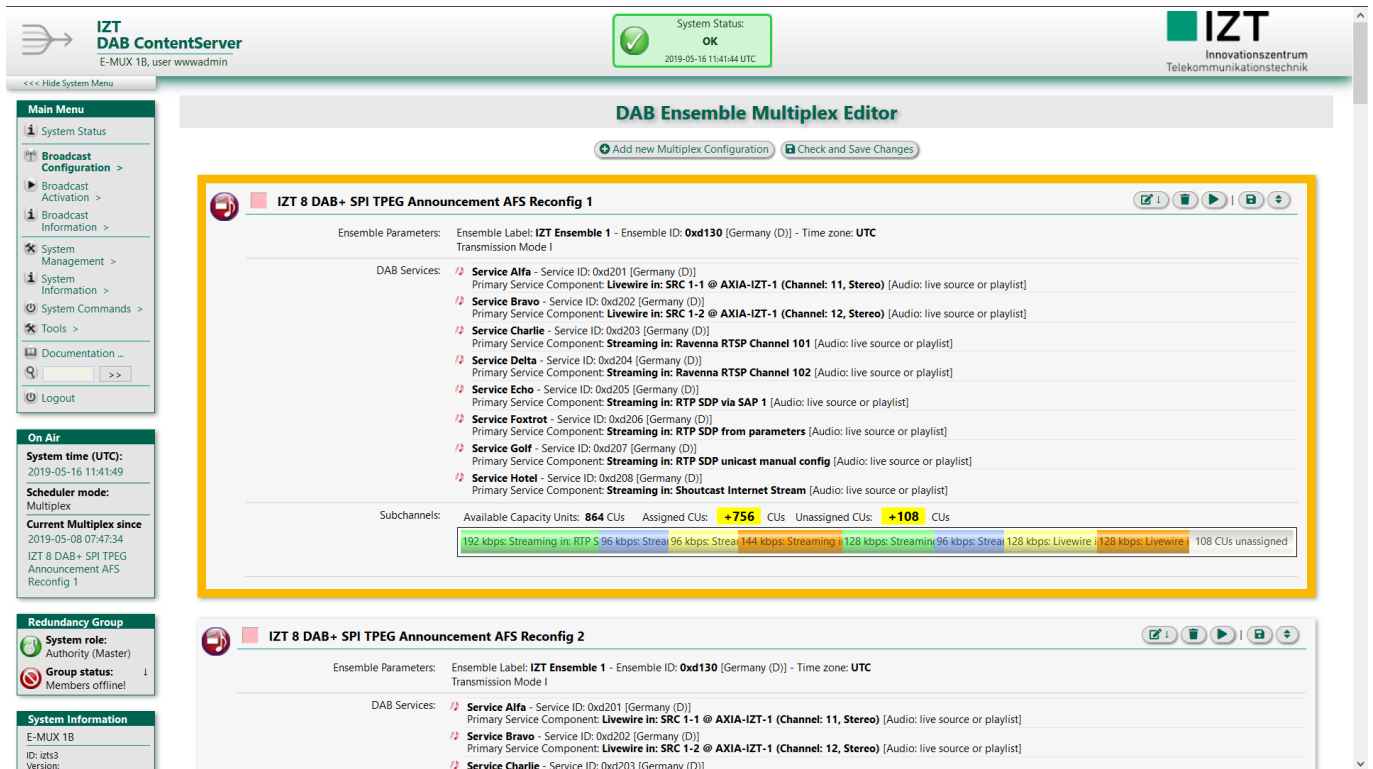 IZT
DAB ContentServer
E-MUX 1B, user wwwadmin
System Status:
OK
2019-05-16 11:41:44 UTC
IZT
Innovationszentrum
Telekommunikationstechnik
<<< Hide System Menu
Main Menu
System Status
Broadcast
Configuration >
Broadcast
Activation >
Broadcast
Information >
System
Management >
System
Information >
System Commands >
Tools >
Documentation ...
>>
Logout
On Air
System time (UTC):
2019-05-16 11:41:49
Scheduler mode:
Multiplex
Current Multiplex since
2019-05-08 07:47:34
IZT 8 DAB+ SPI TPEG
Announcement AFS
Reconfig 1
Redundancy Group
System role:
Authority (Master)
Group status: ↓
Members offline!
System Information
E-MUX 1B
ID: izts3
Version:
DAB Ensemble Multiplex Editor
Add new Multiplex Configuration Check and Save Changes
IZT 8 DAB+ SPI TPEG Announcement AFS Reconfig 1
Ensemble Parameters: Ensemble Label: IZT Ensemble 1 - Ensemble ID: 0xd130 [Germany (D)] - Time zone: UTC
Transmission Mode I
DAB Services: Service Alfa - Service ID: 0xd201 [Germany (D)]
Primary Service Component: Livewire in: SRC 1-1 @ AXIA-IZT-1 (Channel: 11, Stereo) [Audio: live source or playlist]
Service Bravo - Service ID: 0xd202 [Germany (D)]
Primary Service Component: Livewire in: SRC 1-2 @ AXIA-IZT-1 (Channel: 12, Stereo) [Audio: live source or playlist]
Service Charlie - Service ID: 0xd203 [Germany (D)]
Primary Service Component: Streaming in: Ravenna RTSP Channel 101 [Audio: live source or playlist]
Service Delta - Service ID: 0xd204 [Germany (D)]
Primary Service Component: Streaming in: Ravenna RTSP Channel 102 [Audio: live source or playlist]
Service Echo - Service ID: 0xd205 [Germany (D)]
Primary Service Component: Streaming in: RTP SDP via SAP 1 [Audio: live source or playlist]
Service Foxtrot - Service ID: 0xd206 [Germany (D)]
Primary Service Component: Streaming in: RTP SDP from parameters [Audio: live source or playlist]
Service Golf - Service ID: 0xd207 [Germany (D)]
Primary Service Component: Streaming in: RTP SDP unicast manual config [Audio: live source or playlist]
Service Hotel - Service ID: 0xd208 [Germany (D)]
Primary Service Component: Streaming in: Shoutcast Internet Stream [Audio: live source or playlist]
Subchannels: Available Capacity Units: 864 CUs Assigned CUs: +756 CUs Unassigned CUs: +108 CUs
192 kbps: Streaming in: RTP S 96 kbps: Strea 96 kbps: Strea 144 kbps: Streaming i 128 kbps: Streaming 96 kbps: Strea 128 kbps: Livewire i 128 kbps: Livewire i 108 CUs unassigned
IZT 8 DAB+ SPI TPEG Announcement AFS Reconfig 2
Ensemble Parameters: Ensemble Label: IZT Ensemble 1 - Ensemble ID: 0xd130 [Germany (D)] - Time zone: UTC
Transmission Mode I
DAB Services: Service Alfa - Service ID: 0xd201 [Germany (D)]
Primary Service Component: Livewire in: SRC 1-1 @ AXIA-IZT-1 (Channel: 11, Stereo) [Audio: live source or playlist]
Service Bravo - Service ID: 0xd202 [Germany (D)]
Primary Service Component: Livewire in: SRC 1-2 @ AXIA-IZT-1 (Channel: 12, Stereo) [Audio: live source or playlist]
Service Charlie - Service ID: 0xd203 [Germany (D)]